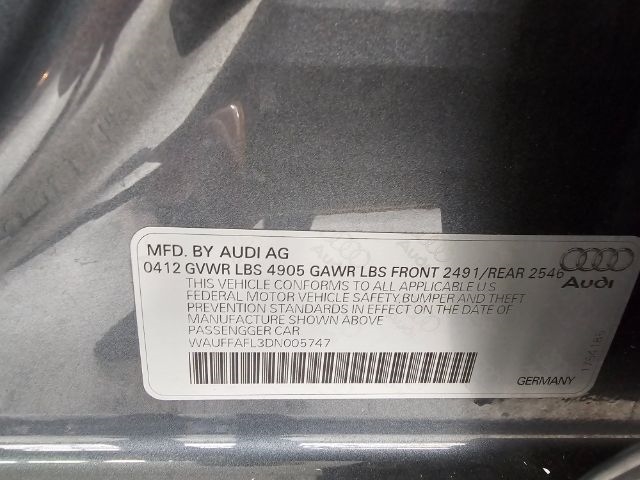 MFD. BY AUDI AG
0412 GVWR LBS 4905 GAWR LBS FRONT 2491/REAR 2546
THIS VEHICLE CONFORMS TO ALL APPLICABLE U.S
FEDERAL MOTOR VEHICLE SAFETY,BUMPER AND THEFT
PREVENTION STANDARDS IN EFFECT ON THE DATE OF
MANUFACTURE SHOWN ABOVE
PASSENGGER CAR
WAUFFAFL3DN005747
Audi
GERMANY